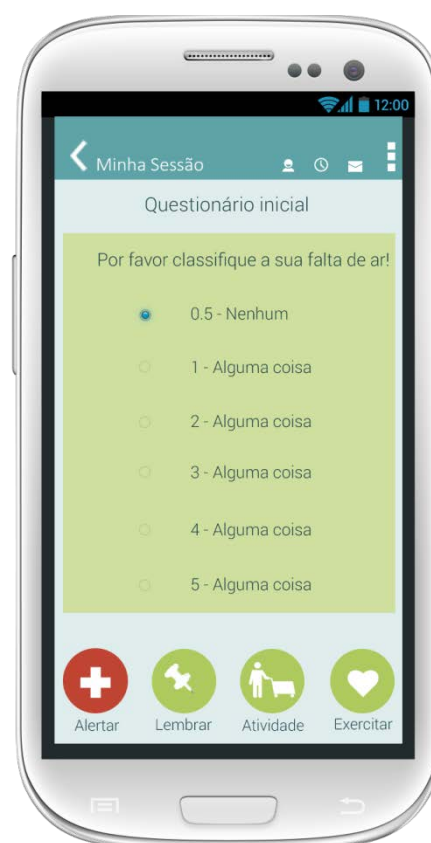 12:00
Minha Sessão
Questionário inicial
Por favor classifique a sua falta de ar!
0.5 - Nenhum
1 - Alguma coisa
2 - Alguma coisa
3 - Alguma coisa
4 - Alguma coisa
5 - Alguma coisa
Alertar Lembrar Atividade Exercitar